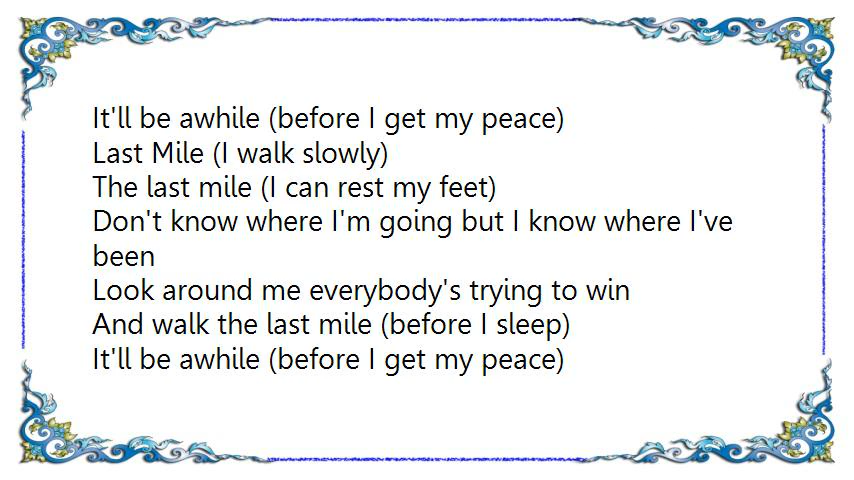 It'll be awhile (before I get my peace)
Last Mile (I walk slowly)
The last mile (I can rest my feet)
Don't know where I'm going but I know where I've
been
Look around me everybody's trying to win
And walk the last mile (before I sleep)
It'll be awhile (before I get my peace)